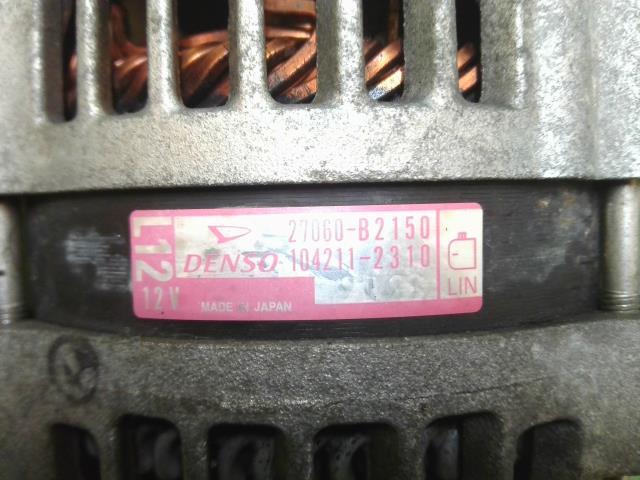 L12
27060-B2150
DENSO 104211-2310
12V
MADE IN JAPAN
LIN